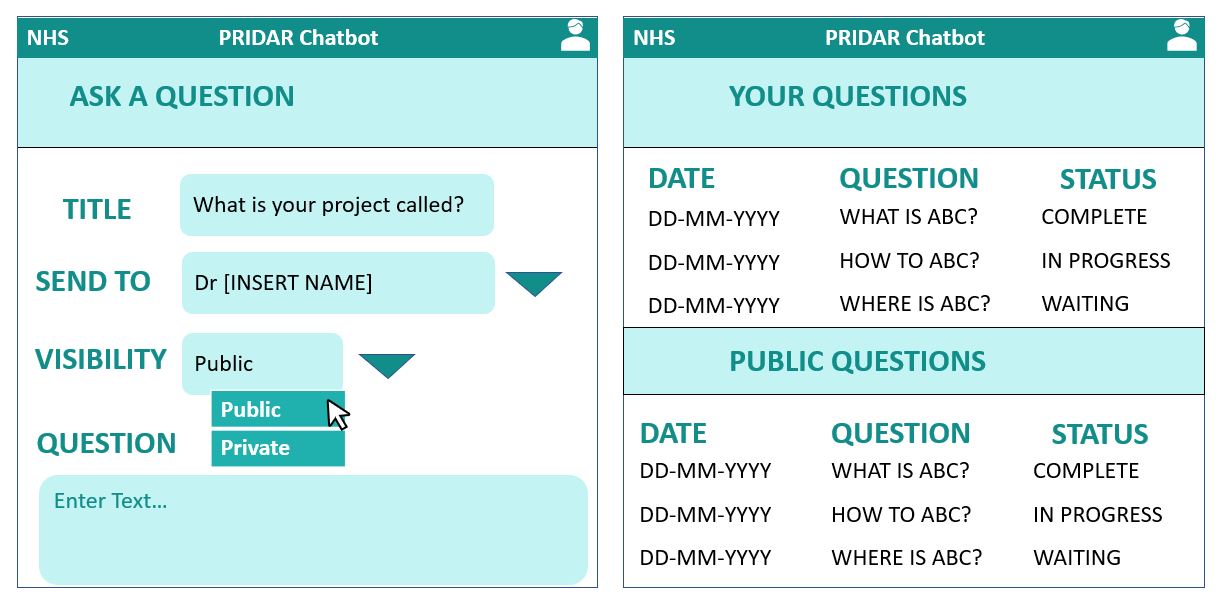 NHS PRIDAR Chatbot
ASK A QUESTION
TITLE What is your project called?
SEND TO Dr [INSERT NAME]
VISIBILITY Public
Public
Private
QUESTION
Enter Text...
NHS PRIDAR Chatbot
YOUR QUESTIONS
DATE QUESTION STATUS
DD-MM-YYYY WHAT IS ABC? COMPLETE
DD-MM-YYYY HOW TO ABC? IN PROGRESS
DD-MM-YYYY WHERE IS ABC? WAITING
PUBLIC QUESTIONS
DATE QUESTION STATUS
DD-MM-YYYY WHAT IS ABC? COMPLETE
DD-MM-YYYY HOW TO ABC? IN PROGRESS
DD-MM-YYYY WHERE IS ABC? WAITING